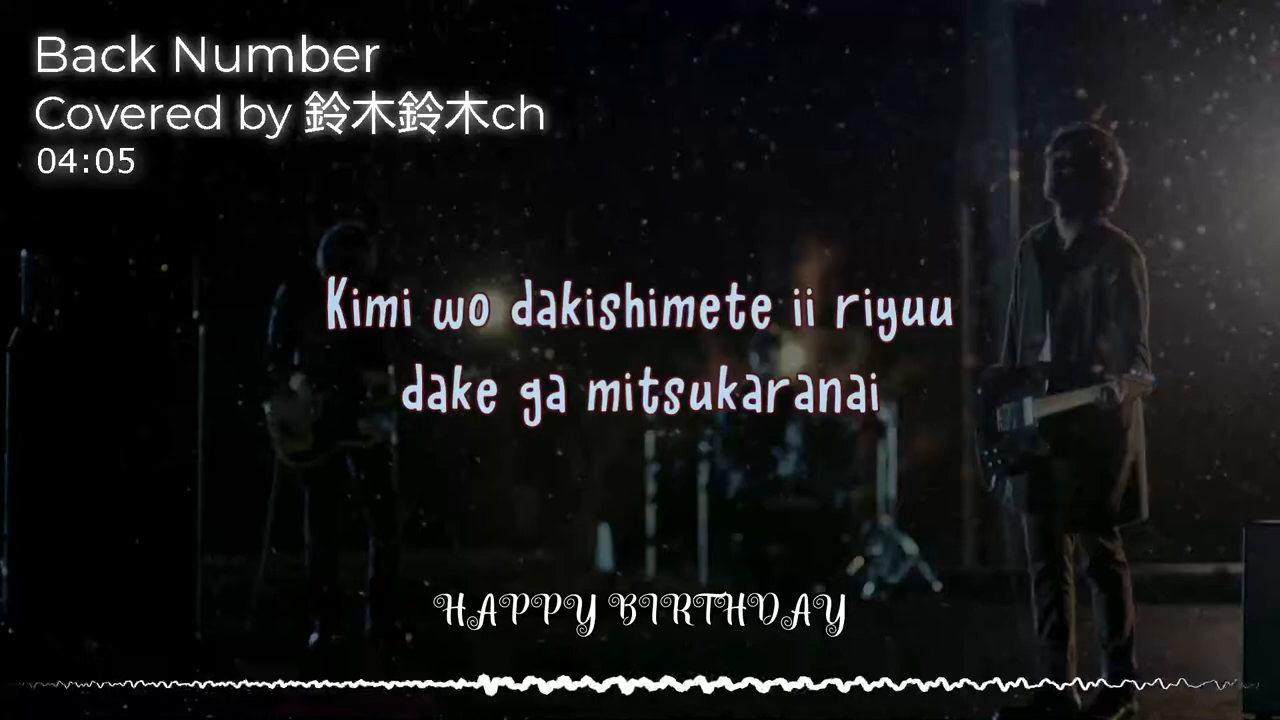 Back Number
Covered by 鈴木鈴木ch
04:05
Kimi wo dakishimete ii riyuu
dake ga mitsukaranai
HAPPY BIRTHDAY